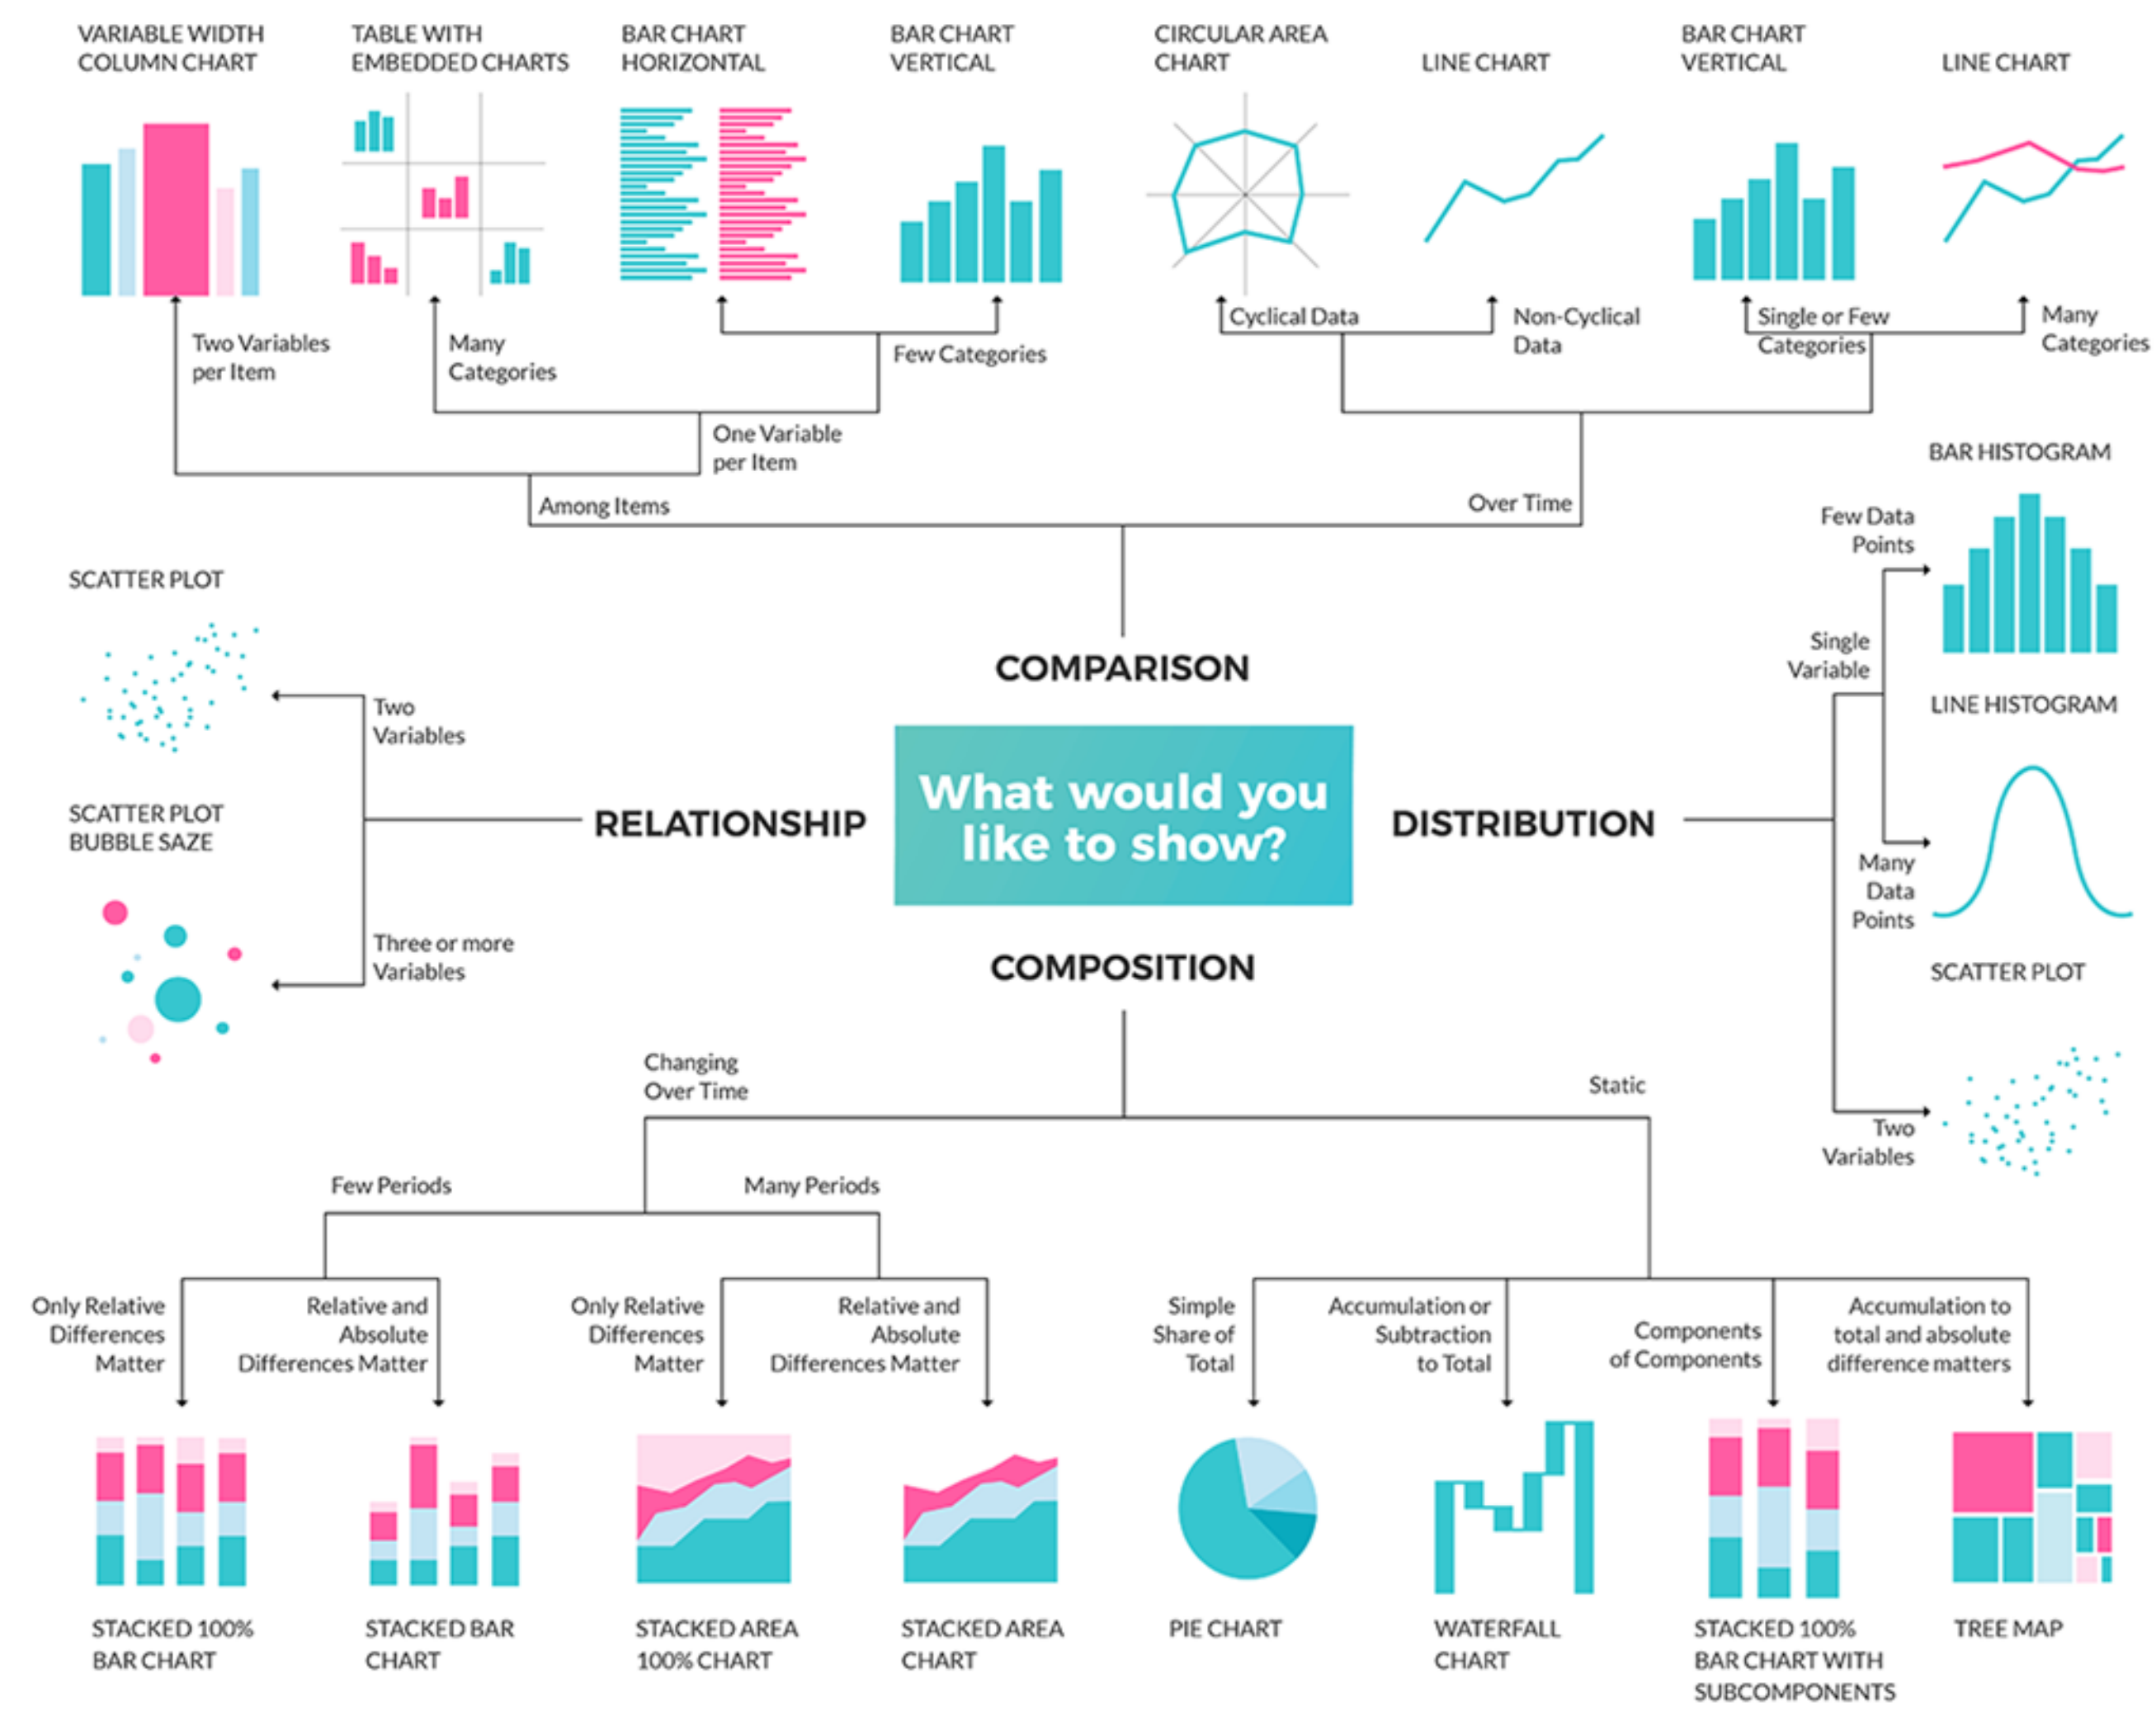 VARIABLE WIDTH
COLUMN CHART
TABLE WITH
EMBEDDED CHARTS
BAR CHART
HORIZONTAL
BAR CHART
VERTICAL
CIRCULAR AREA
CHART
LINE CHART
BAR CHART
VERTICAL
LINE CHART
Two Variables
per Item
Many
Categories
Few Categories
Cyclical Data
Non-Cyclical
Data
Single or Few
Categories
Many
Categories
One Variable
per Item
Among Items
Over Time
BAR HISTOGRAM
Few Data
Points
Single
Variable
LINE HISTOGRAM
Many
Data
Points
SCATTER PLOT
Two
Variables
SCATTER PLOT
Two
Variables
SCATTER PLOT
BUBBLE SAZE
Three or more
Variables
COMPARISON
RELATIONSHIP
What would you
like to show?
DISTRIBUTION
COMPOSITION
Changing
Over Time
Static
Few Periods
Many Periods
Only Relative
Differences
Matter
Relative and
Absolute
Differences Matter
Only Relative
Differences
Matter
Relative and
Absolute
Differences Matter
Simple
Share of
Total
Accumulation or
Subtraction
to Total
Components
of Components
Accumulation to
total and absolute
difference matters
STACKED 100%
BAR CHART
STACKED BAR
CHART
STACKED AREA
100% CHART
STACKED AREA
CHART
PIE CHART
WATERFALL
CHART
STACKED 100%
BAR CHART WITH
SUBCOMPONENTS
TREE MAP